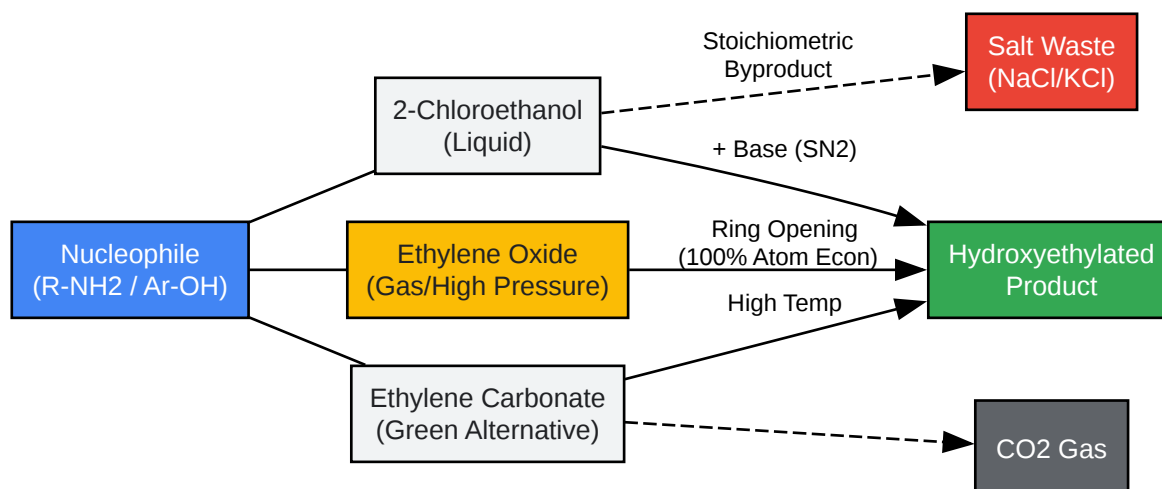 Stoichiometric
Byproduct
Salt Waste
(NaCl/KCl)
2-Chloroethanol
(Liquid)
+ Base (SN2)
Nucleophile
(R-NH2 / Ar-OH)
Ethylene Oxide
(Gas/High Pressure)
Ring Opening
(100% Atom Econ)
Hydroxyethylated
Product
High Temp
Ethylene Carbonate
(Green Alternative)
CO2 Gas